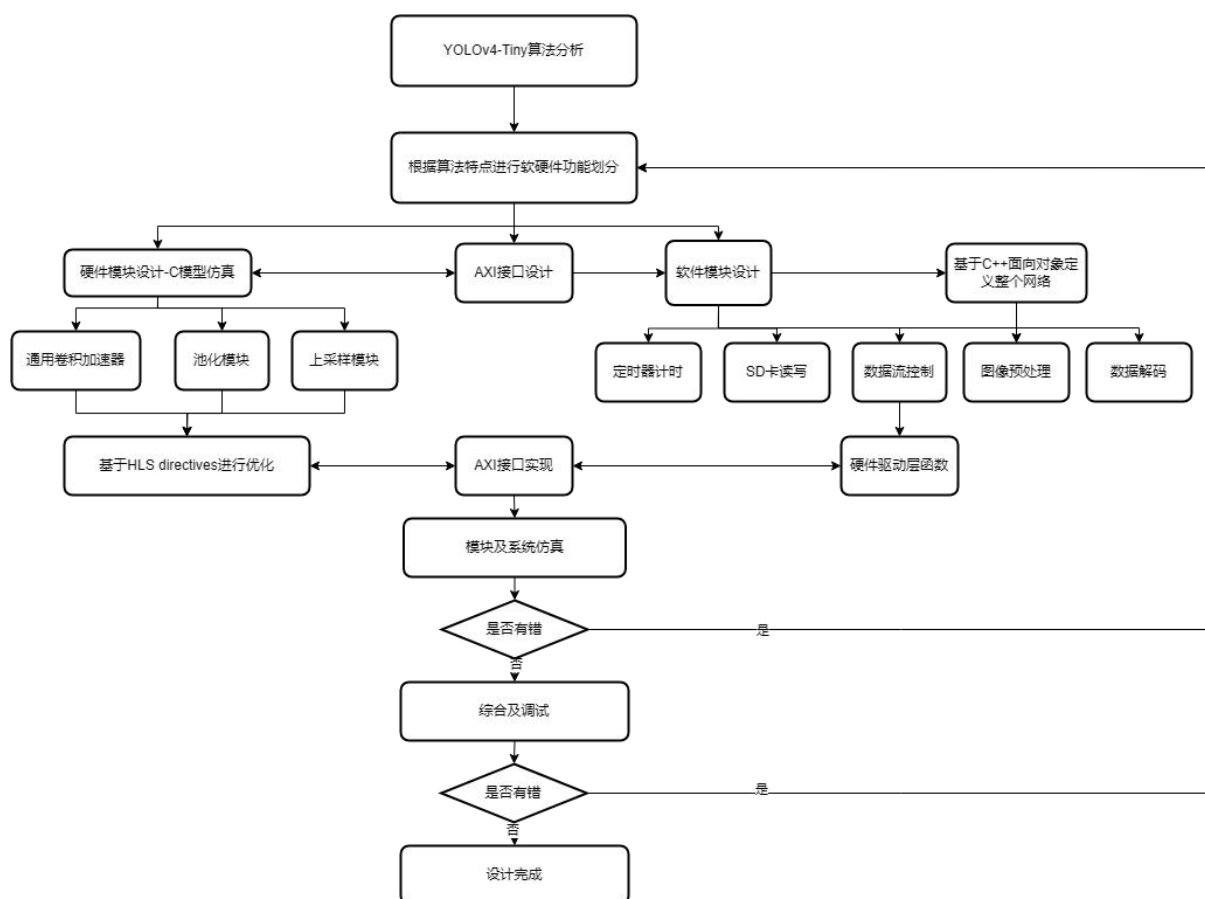 YOLOv4-Tiny算法分析
根据算法特点进行软硬件功能划分
硬件模块设计-C模型仿真
AXI接口设计
软件模块设计
基于C++面向对象定
义整个网络
通用卷积加速器
池化模块
上采样模块
定时器计时
SD卡读写
数据流控制
图像预处理
数据解码
基于HLS directives进行优化
AXI接口实现
硬件驱动层函数
模块及系统仿真
是否有错
是
否
综合及调试
是否有错
是
否
设计完成